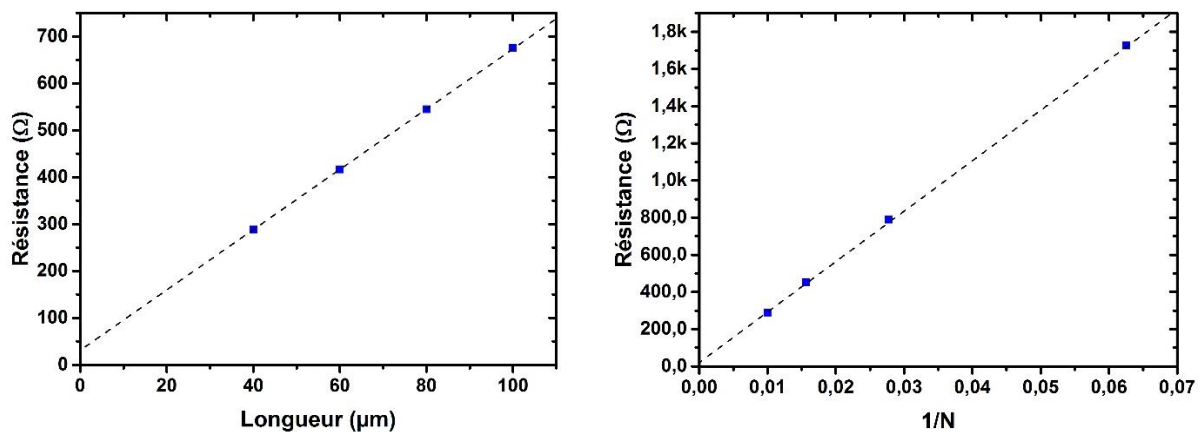 Résistance (Ω)
700
600
500
400
300
200
100
0
0 20 40 60 80 100
Longueur (µm)
Résistance (Ω)
1,8k
1,6k
1,4k
1,2k
1,0k
800,0
600,0
400,0
200,0
0,0
0,00 0,01 0,02 0,03 0,04 0,05 0,06 0,07
1/N